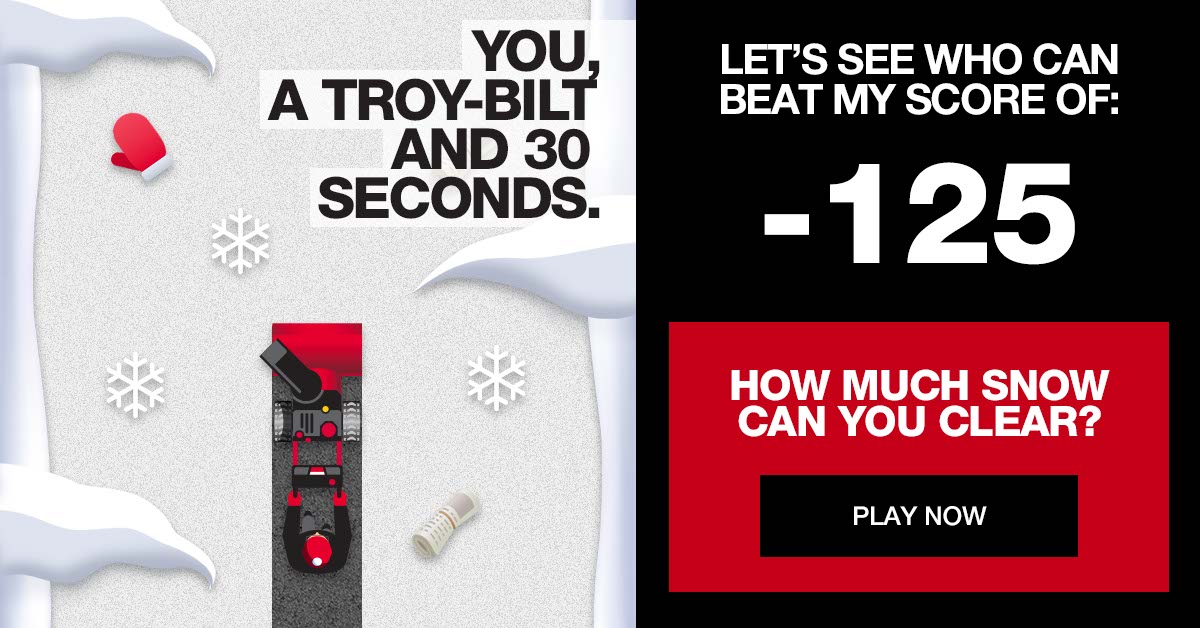 YOU,
A TROY-BILT
AND 30
SECONDS.
LET'S SEE WHO CAN
BEAT MY SCORE OF:
-125
HOW MUCH SNOW
CAN YOU CLEAR?
PLAY NOW